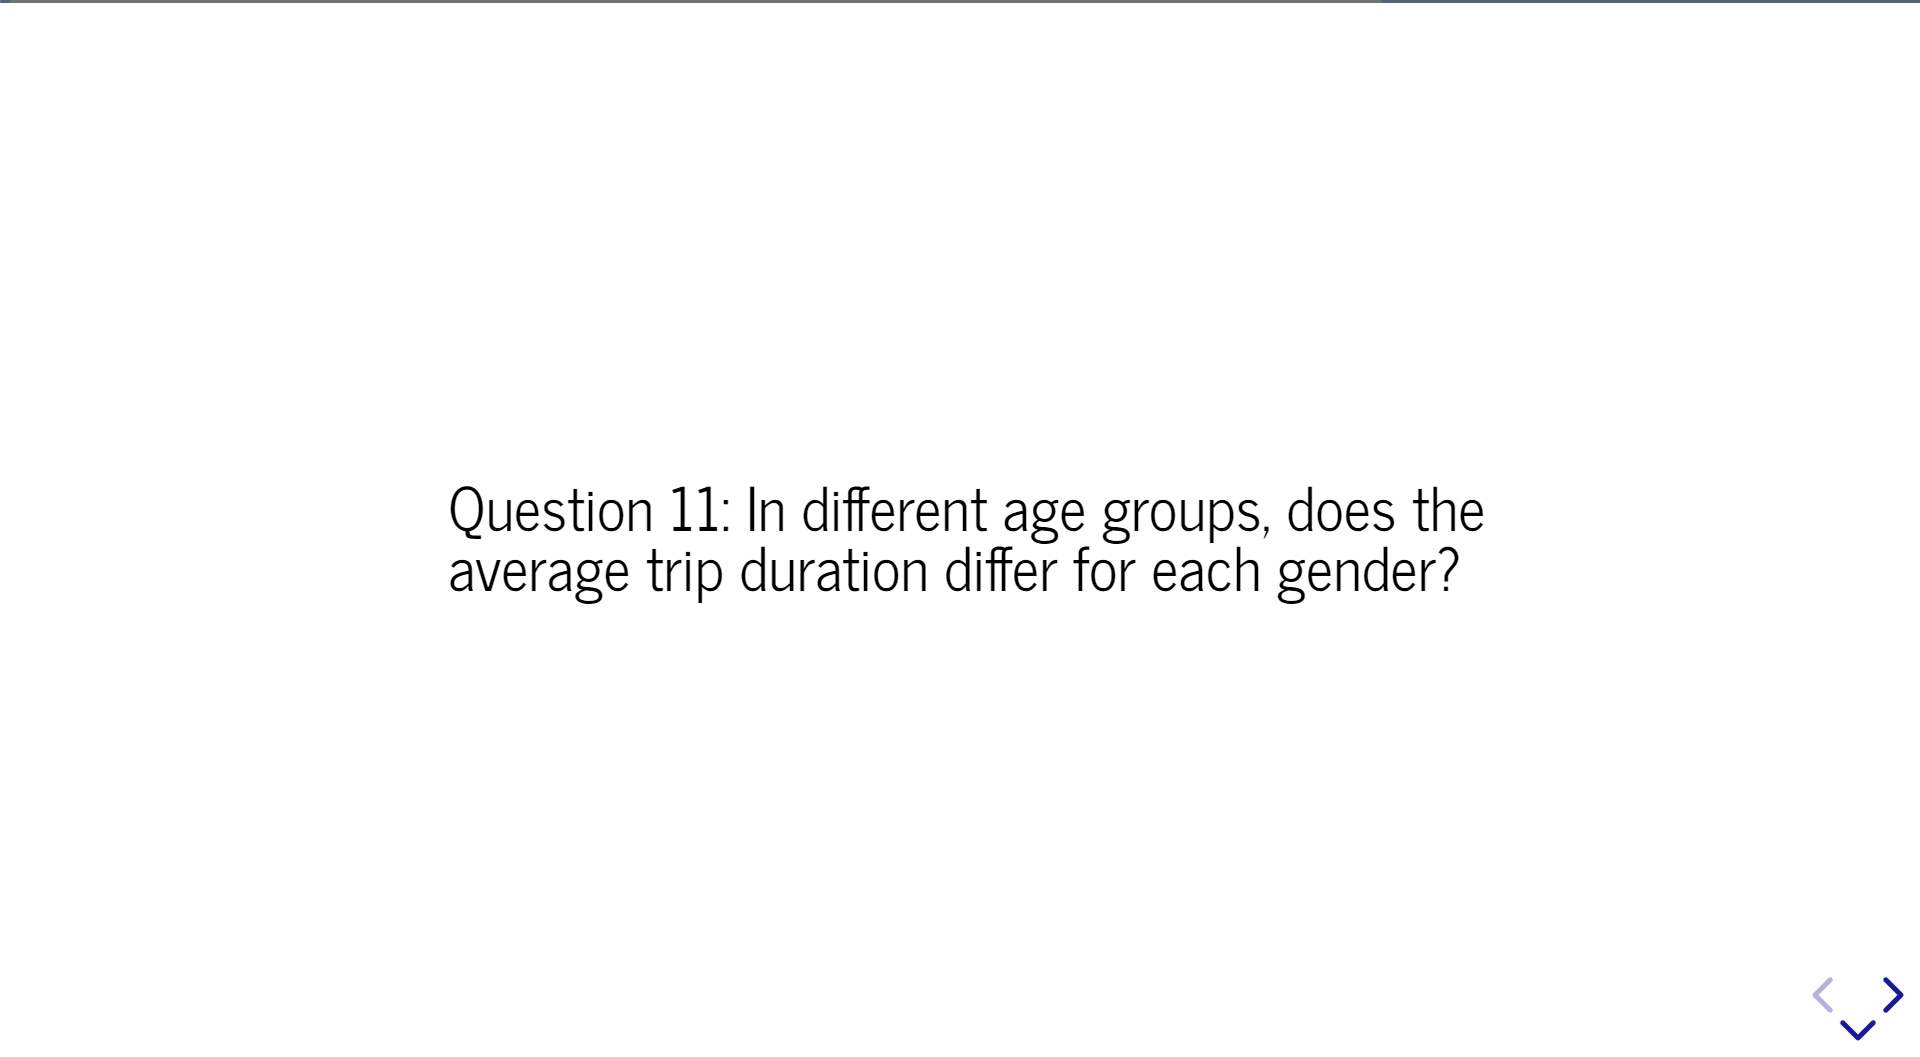 Question 11: In different age groups, does the
average trip duration differ for each gender?